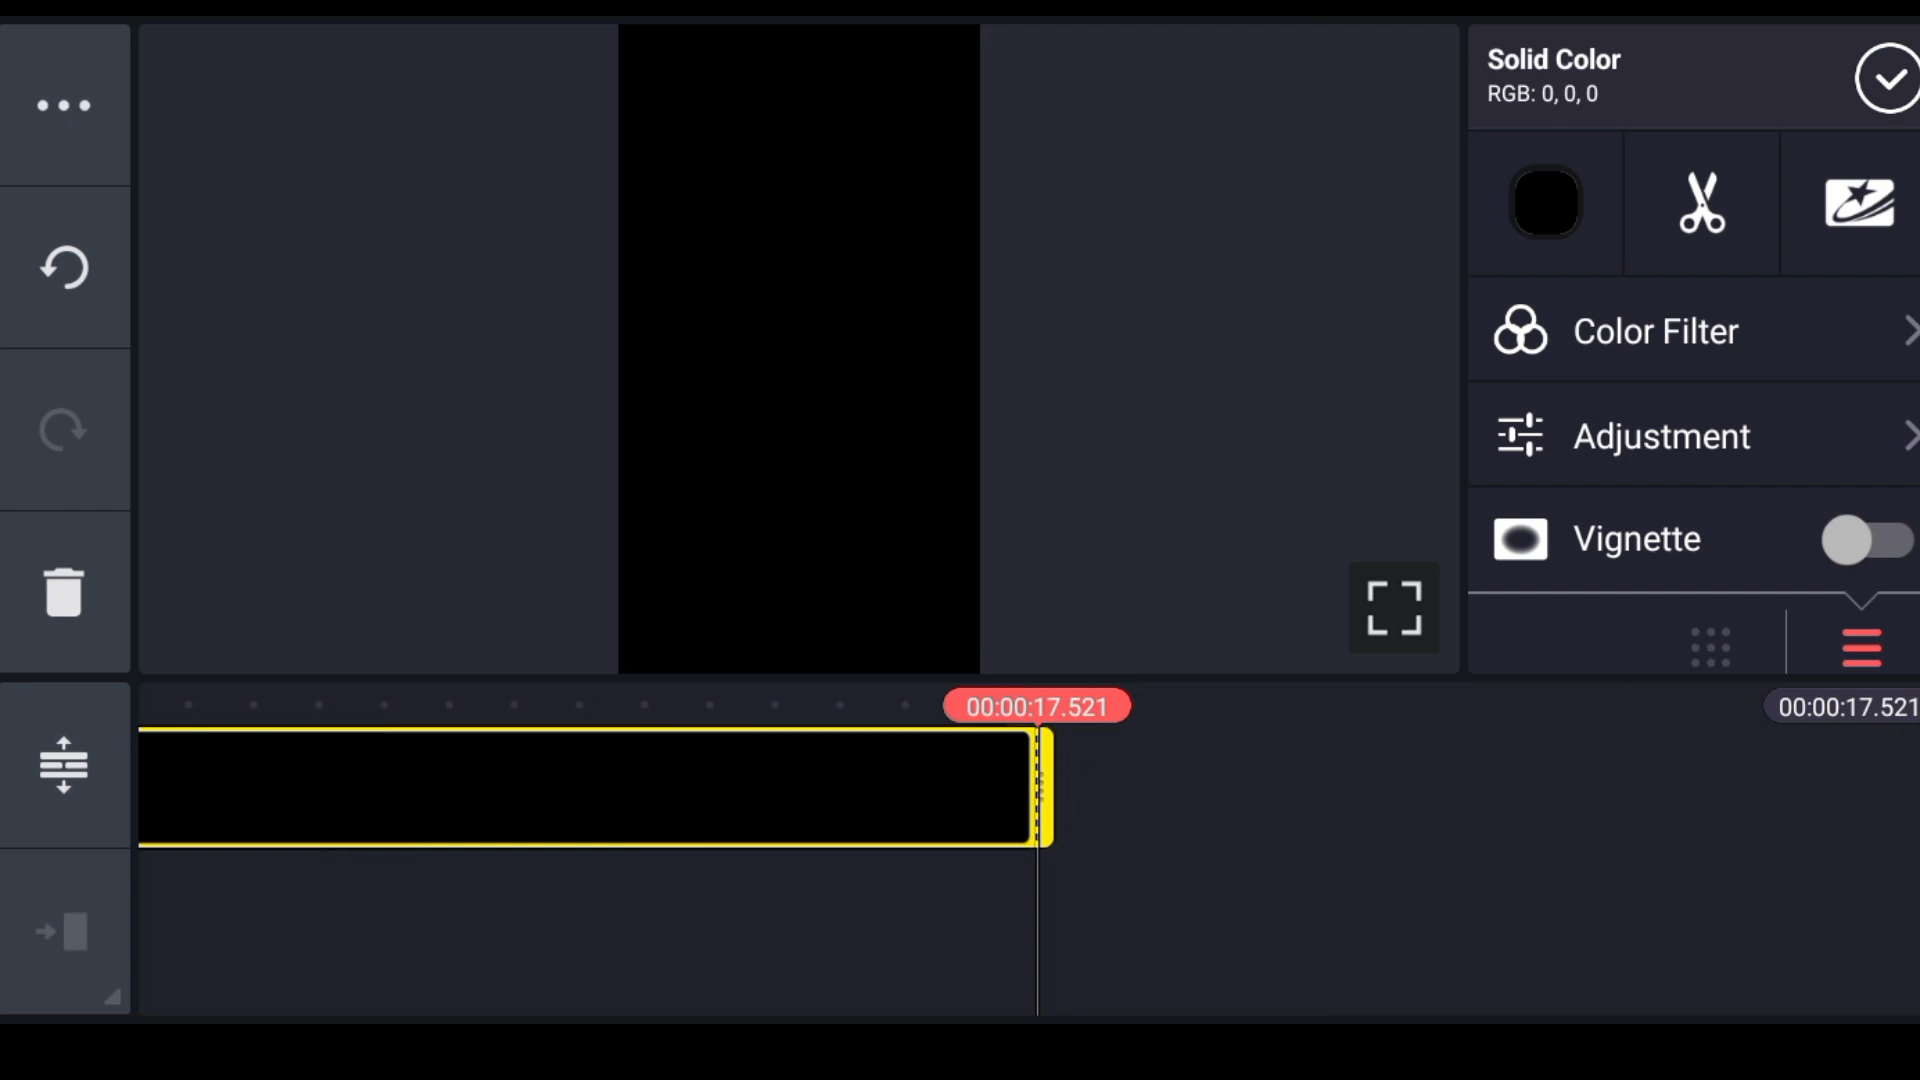 Solid Color
RGB: 0, 0, 0
Color Filter
Adjustment
Vignette
00:00:17.521
00:00:17.521